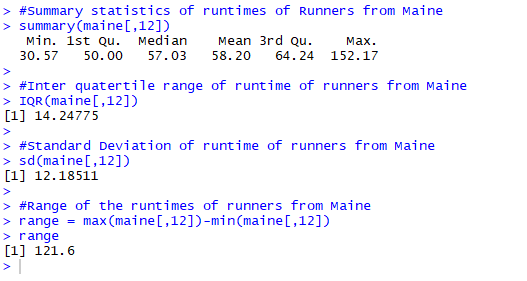 > #Summary statistics of runtimes of Runners from Maine
> summary(maine[,12])
   Min. 1st Qu.  Median    Mean 3rd Qu.    Max.
  30.57   50.00   57.03   58.20   64.24  152.17
>
> #Inter quatertile range of runtime of runners from Maine
> IQR(maine[,12])
[1] 14.24775
>
> #Standard Deviation of runtime of runners from Maine
> sd(maine[,12])
[1] 12.18511
>
> #Range of the runtimes of runners from Maine
> range = max(maine[,12])-min(maine[,12])
> range
[1] 121.6
>